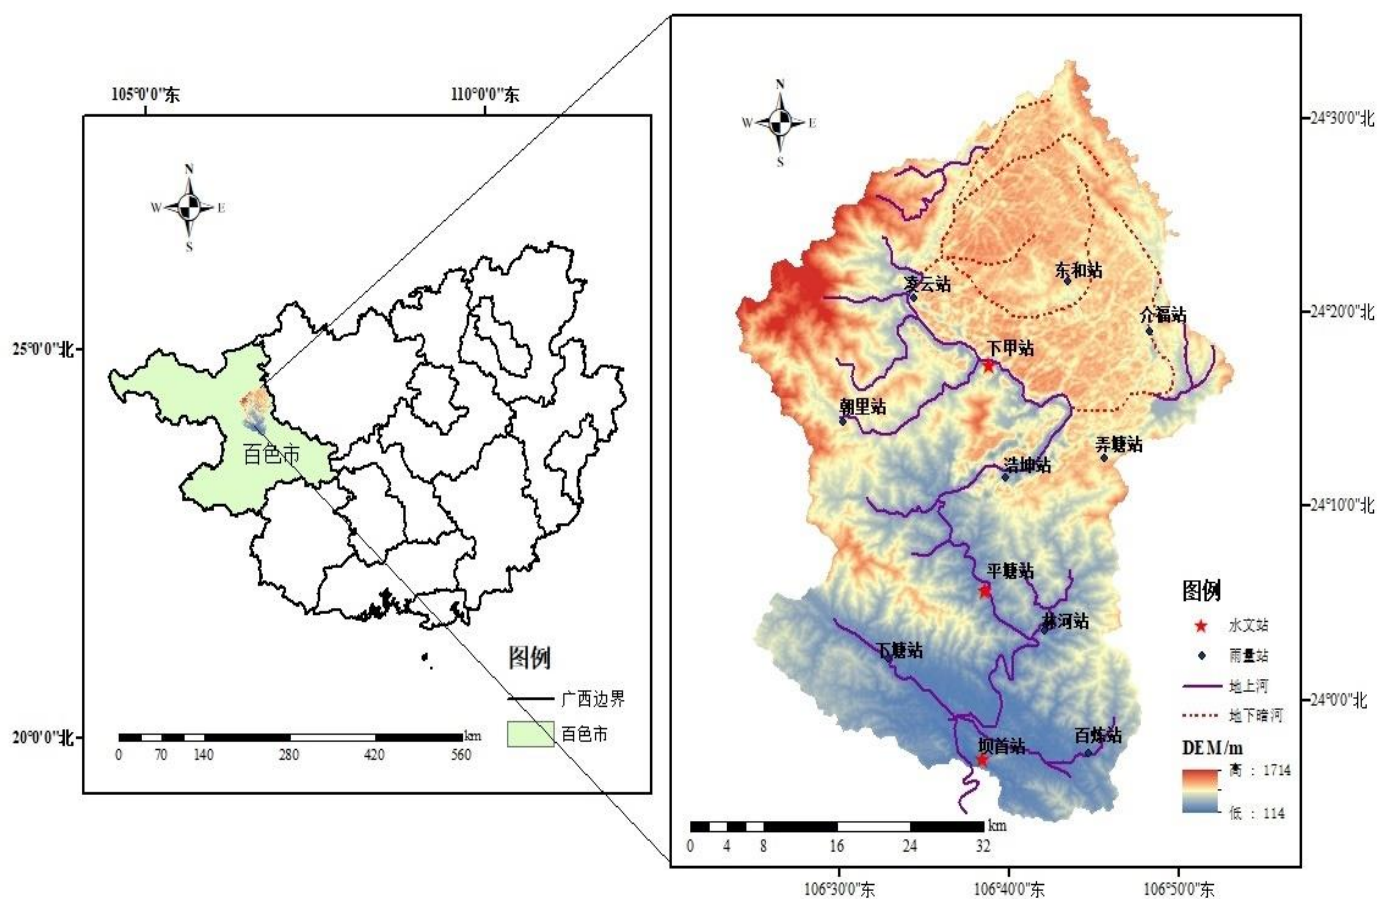 105°0'0"东
110°0'0"东
N
W
E
S
25°0'0"北
20°0'0"北
百色市
图例
广西边界
百色市
0 70 140 280 420 560
km
N
W
E
S
24°30'0"北
24°20'0"北
24°10'0"北
24°0'0"北
凌云站
东和站
介福站
下甲站
朝里站
弄塘站
浩坤站
平塘站
林河站
下塘站
坝首站
百炼站
图例
水文站
雨量站
地上河
地下暗河
DEM/m
高 : 1714
低 : 114
km
0 4 8 16 24 32
106°30'0"东
106°40'0"东
106°50'0"东